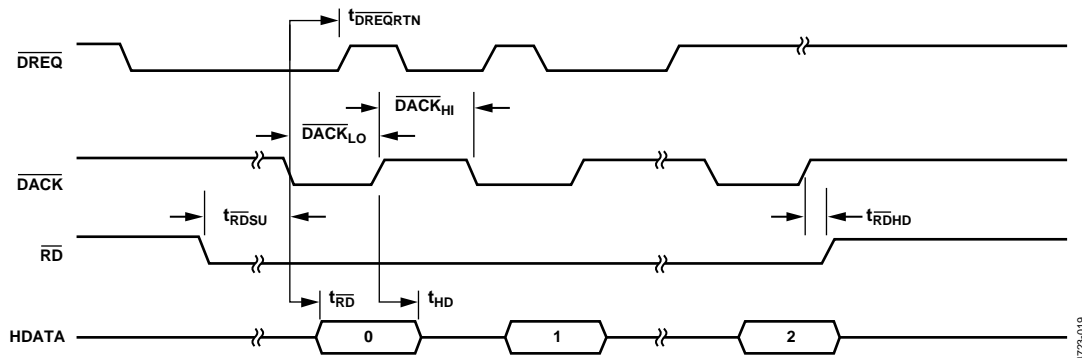 tDREQRTN
DREQ
DACKHI
DACKLO
DACK
tRDSU
tRDHD
RD
tRD
tHD
HDATA
0
1
2